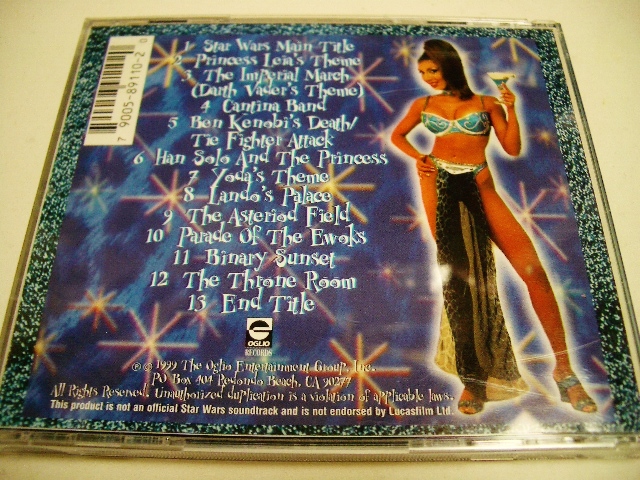 1 Star Wars Main Title
2 Princess Leia's Theme
3 The Imperial March
(Darth Vader's Theme)
4 Cantina Band
5 Ben Kenobi's Death/
Tie Fighter Attack
6 Han Solo And The Princess
7 Yoda's Theme
8 Lando's Palace
9 The Asteriod Field
10 Parade Of The Ewoks
11 Binary Sunset
12 The Throne Room
13 End Title
7 9005-89110-2 0
OGLIO
RECORDS
℗ © 1999 The Oglio Entertainment Group, Inc.
PO Box 404 Redondo Beach, CA 90277
All Rights Reserved. Unauthorized duplication is a violation of applicable laws.
This product is not an official Star Wars soundtrack and is not endorsed by Lucasfilm Ltd.